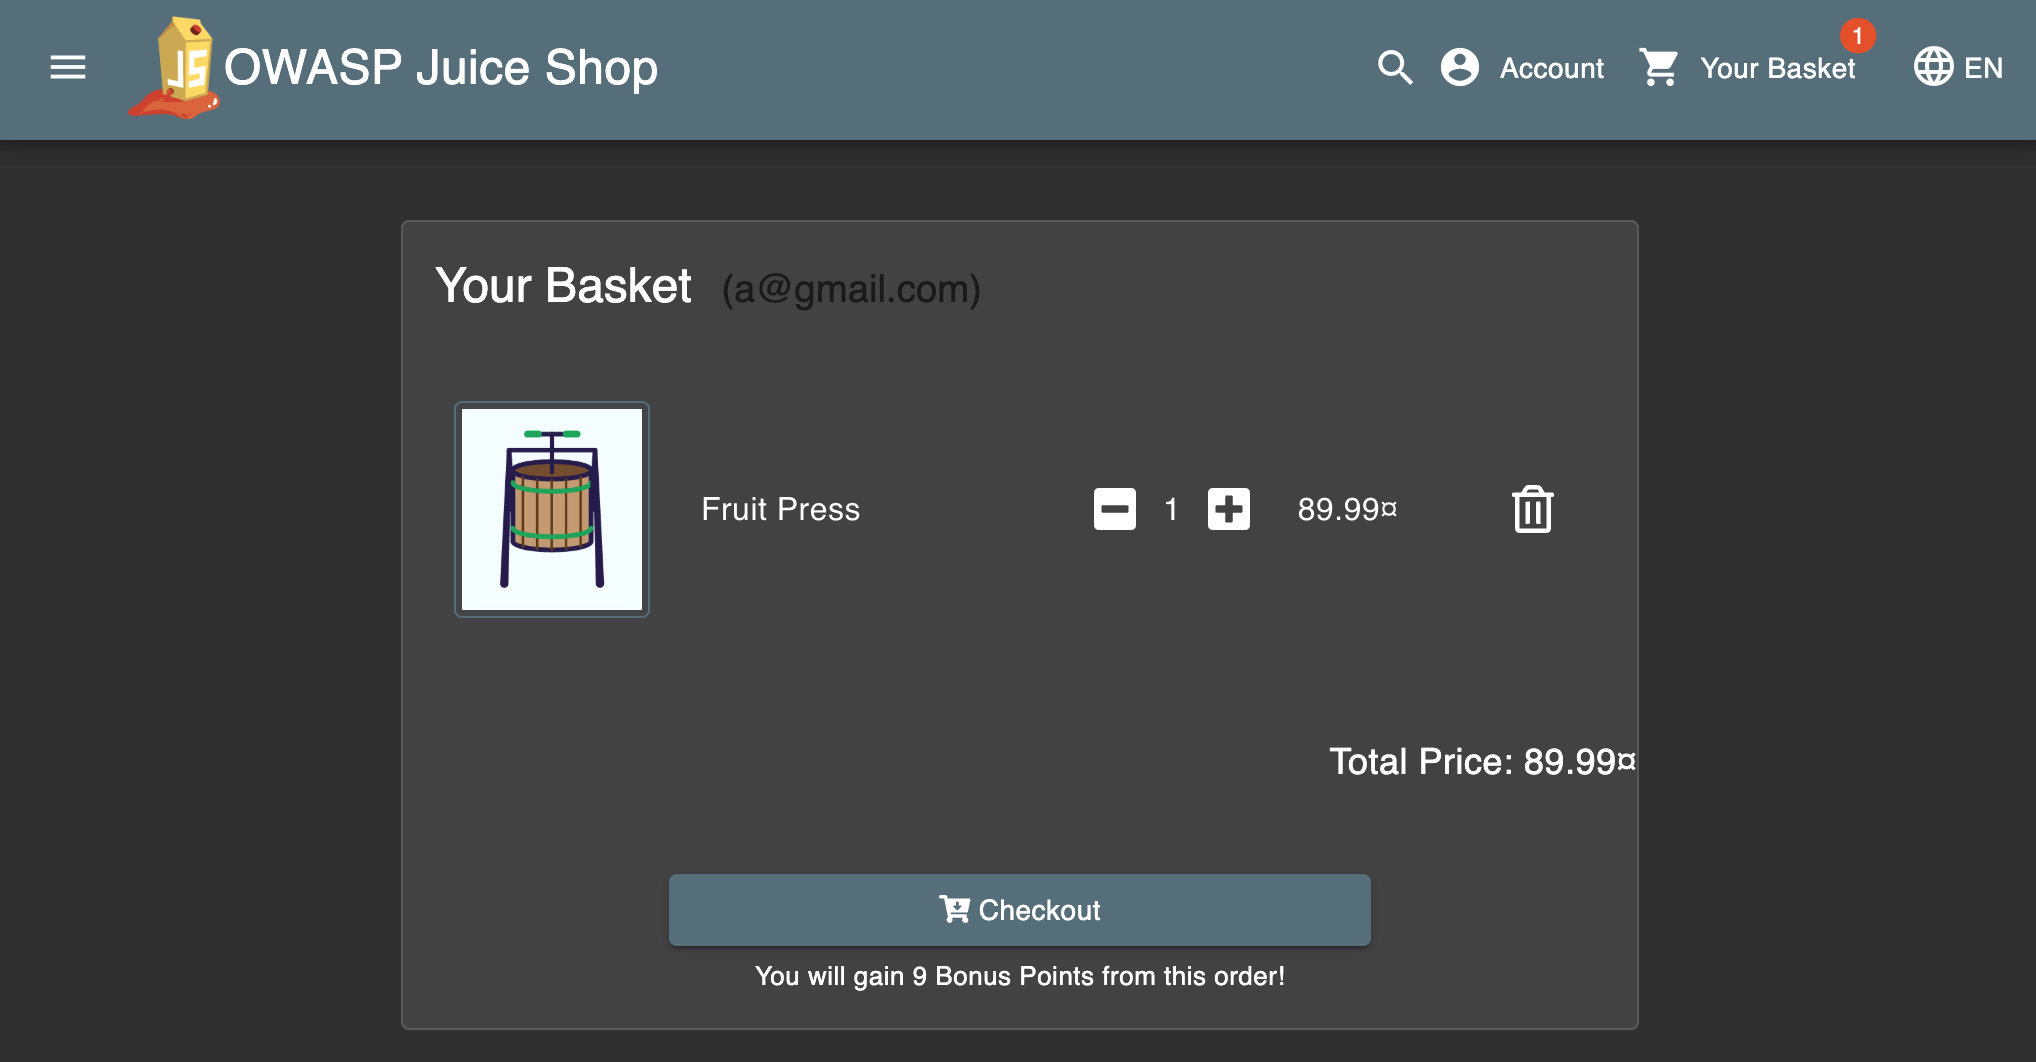 JS OWASP Juice Shop
Account
1
Your Basket
EN
Your Basket (a@gmail.com)
Fruit Press 1 89.99¤
Total Price: 89.99¤
Checkout
You will gain 9 Bonus Points from this order!